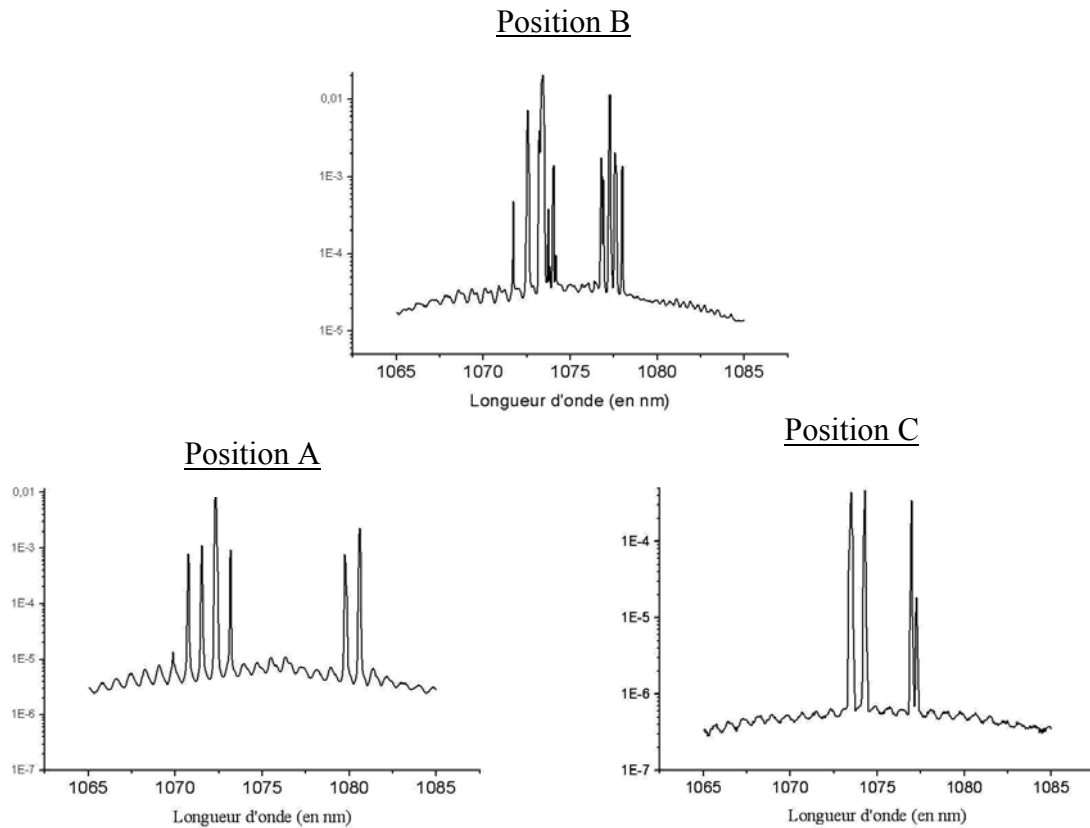 Position B
0,01
1E-3
1E-4
1E-5
1065 1070 1075 1080 1085
Longueur d'onde (en nm)
Position A
0,01
1E-3
1E-4
1E-5
1E-6
1E-7
1065 1070 1075 1080 1085
Longueur d'onde (en nm)
Position C
1E-4
1E-5
1E-6
1E-7
1065 1070 1075 1080 1085
Longueur d'onde (en nm)